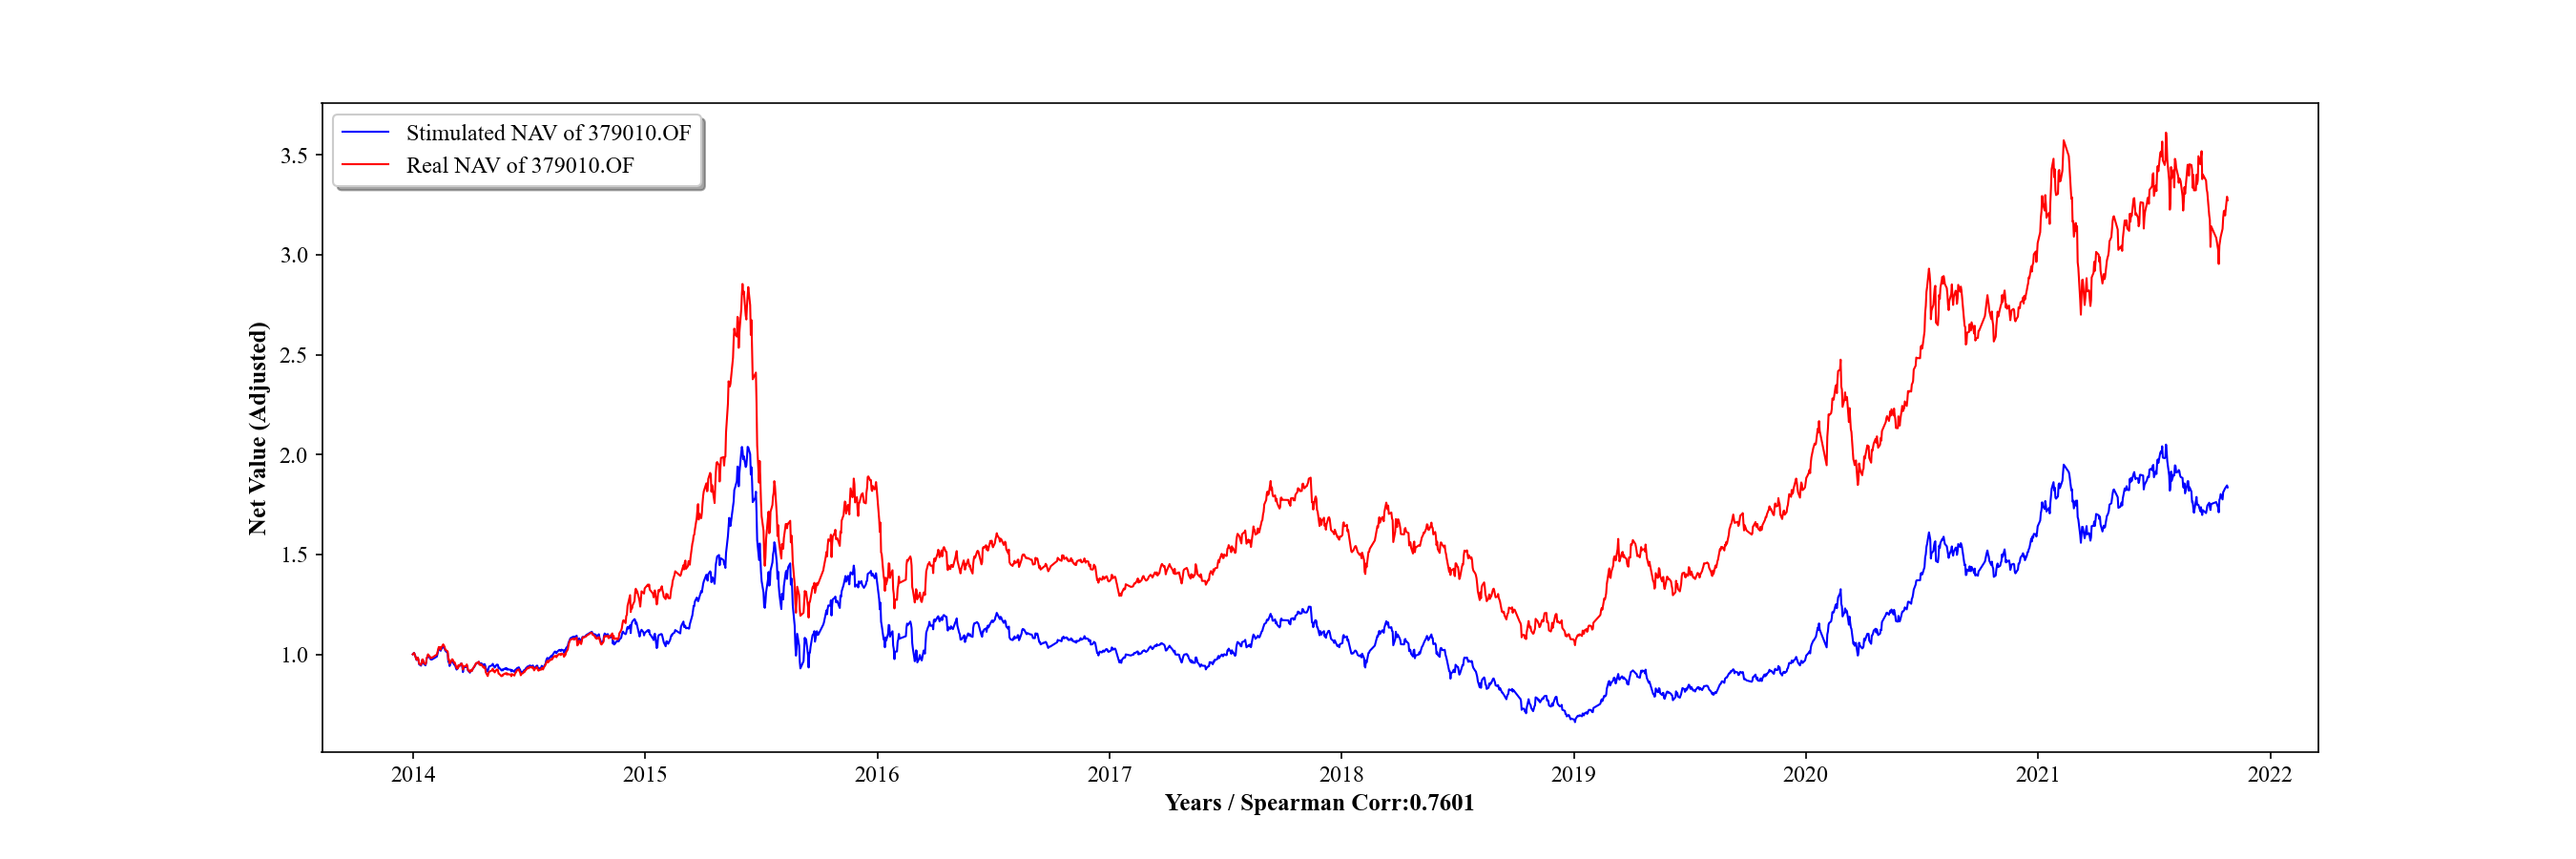 Stimulated NAV of 379010.OF
Real NAV of 379010.OF
Net Value (Adjusted)
3.5
3.0
2.5
2.0
1.5
1.0
2014 2015 2016 2017 2018 2019 2020 2021 2022
Years / Spearman Corr:0.7601